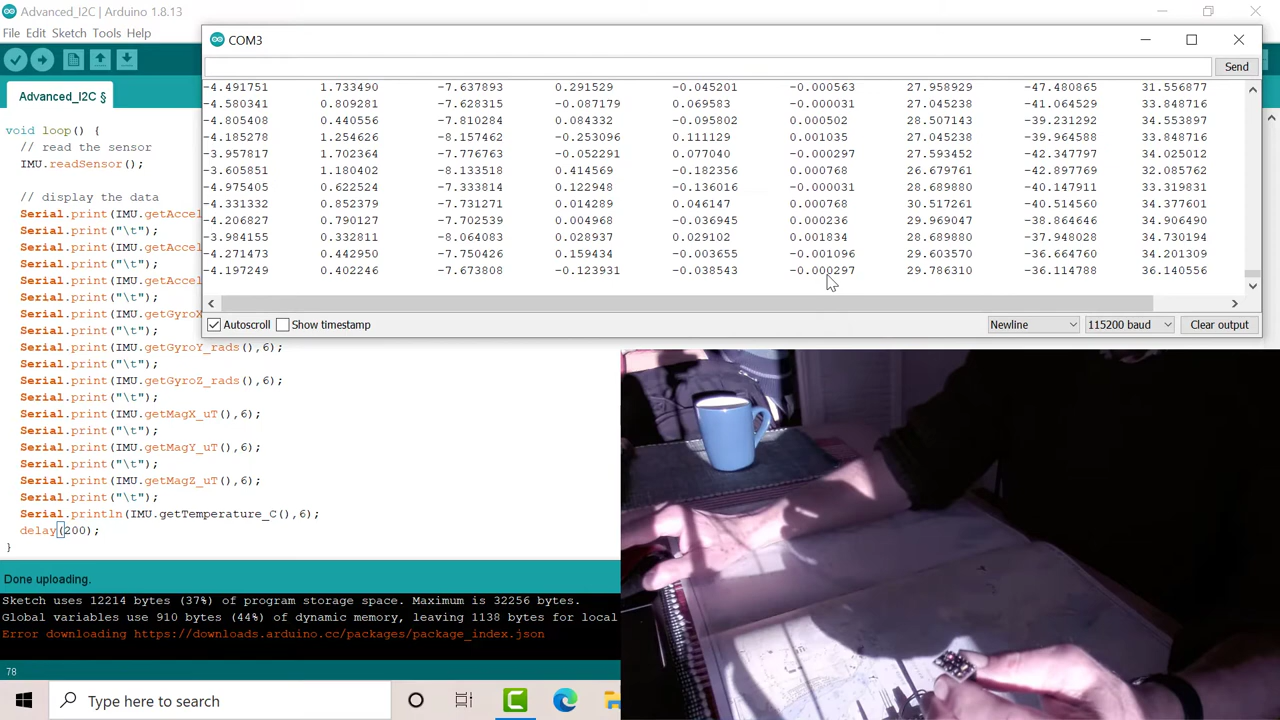 Advanced_I2C | Arduino 1.8.13
File Edit Sketch Tools Help
Advanced_I2C §
void loop() {
// read the sensor
IMU.readSensor();
// display the data
Serial.print(IMU.getAccel
Serial.print("\t");
Serial.print(IMU.getAccel
Serial.print("\t");
Serial.print(IMU.getAccel
Serial.print("\t");
Serial.print(IMU.getGyroX
Serial.print("\t");
Serial.print(IMU.getGyroY_rads(),6);
Serial.print("\t");
Serial.print(IMU.getGyroZ_rads(),6);
Serial.print("\t");
Serial.print(IMU.getMagX_uT(),6);
Serial.print("\t");
Serial.print(IMU.getMagY_uT(),6);
Serial.print("\t");
Serial.print(IMU.getMagZ_uT(),6);
Serial.print("\t");
Serial.println(IMU.getTemperature_C(),6);
delay(200);
}
Done uploading.
Sketch uses 12214 bytes (37%) of program storage space. Maximum is 32256 bytes.
Global variables use 910 bytes (44%) of dynamic memory, leaving 1138 bytes for local
Error downloading https://downloads.arduino.cc/packages/package_index.json
78
Type here to search
COM3
Send
-4.491751 1.733490 -7.637893 0.291529 -0.045201 -0.000563 27.958929 -47.480865 31.556877
-4.580341 0.809281 -7.628315 -0.087179 0.069583 -0.000031 27.045238 -41.064529 33.848716
-4.805408 0.440556 -7.810284 0.084332 -0.095802 0.000502 28.507143 -39.231292 34.553897
-4.185278 1.254626 -8.157462 -0.253096 0.111129 0.001035 27.045238 -39.964588 33.848716
-3.957817 1.702364 -7.776763 -0.052291 0.077040 -0.000297 27.593452 -42.347797 34.025012
-3.605851 1.180402 -8.133518 0.414569 -0.182356 0.000768 26.679761 -42.897769 32.085762
-4.975405 0.622524 -7.333814 0.122948 -0.136016 -0.000031 28.689880 -40.147911 33.319831
-4.331332 0.852379 -7.731271 0.014289 0.046147 0.000768 30.517261 -40.514560 34.377601
-4.206827 0.790127 -7.702539 0.004968 -0.036945 0.000236 29.969047 -38.864646 34.906490
-3.984155 0.332811 -8.064083 0.028937 0.029102 0.001834 28.689880 -37.948028 34.730194
-4.271473 0.442950 -7.750426 0.159434 -0.003655 -0.001096 29.603570 -36.664760 34.201309
-4.197249 0.402246 -7.673808 -0.123931 -0.038543 -0.000297 29.786310 -36.114788 36.140556
Autoscroll Show timestamp Newline 115200 baud Clear output